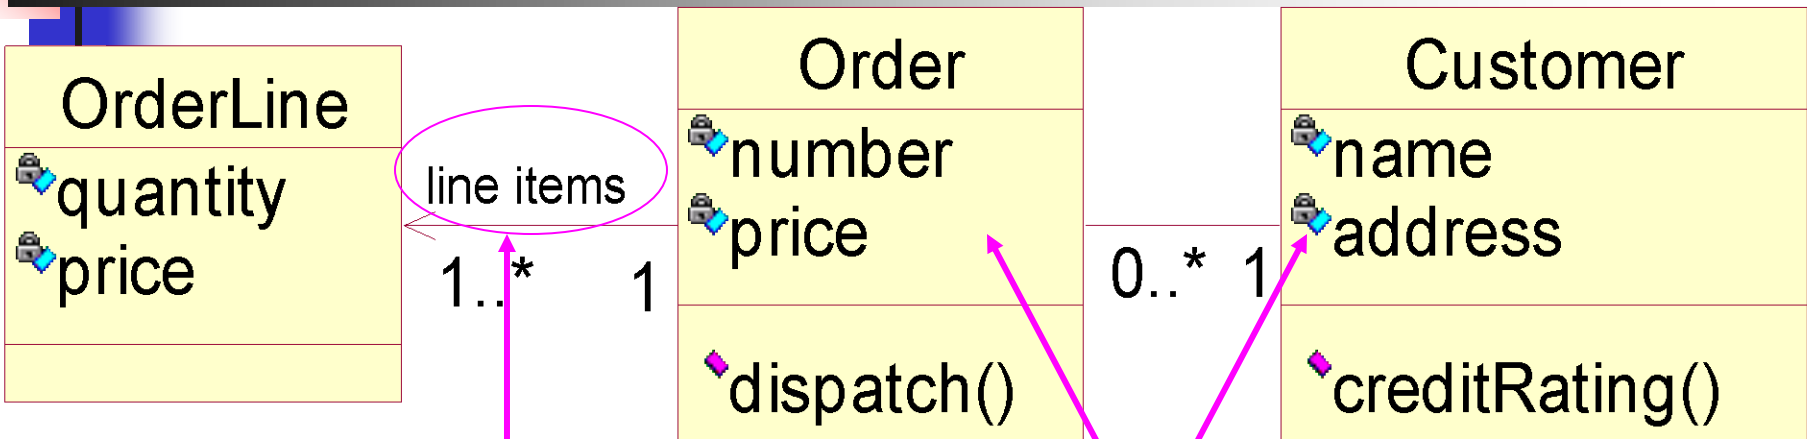 OrderLine
quantity
price
line items
1..*
1
Order
number
price
dispatch()
0..*
1
Customer
name
address
creditRating()